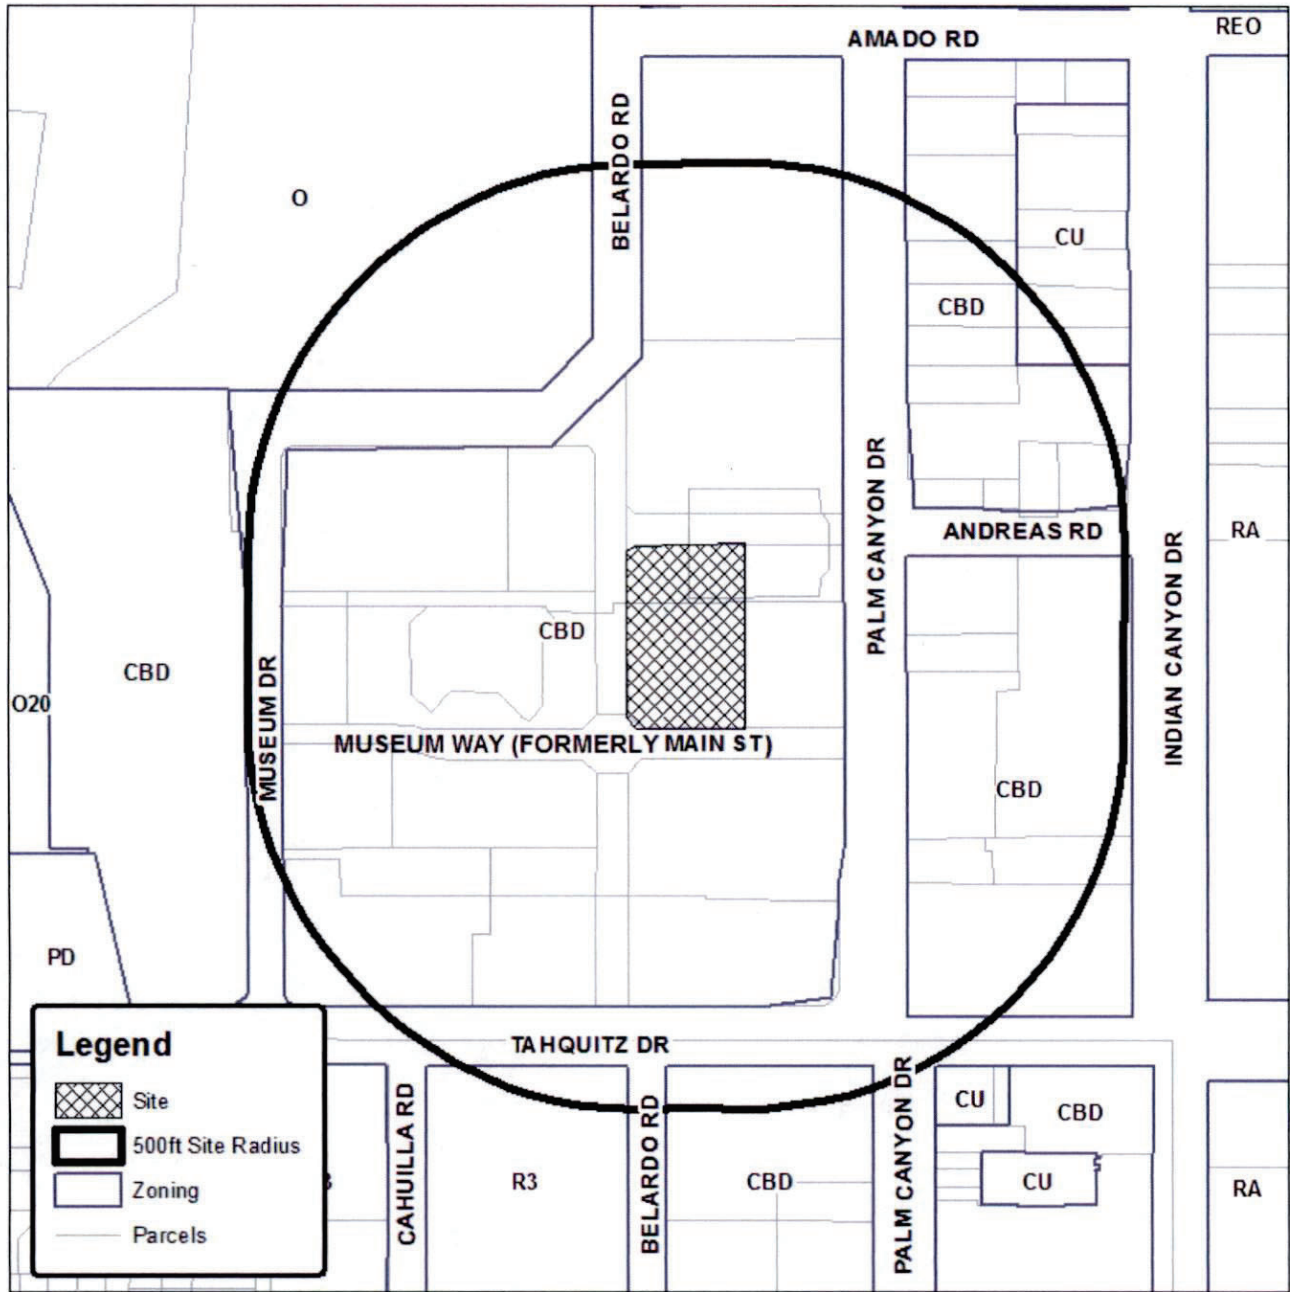 REO
AMADO RD
BELARDO RD
O
CU
CBD
PALM CANYON DR
ANDREAS RD
RA
INDIAN CANYON DR
CBD
CBD
O20
MUSEUM DR
MUSEUM WAY (FORMERLY MAIN ST)
CBD
PD
Legend
Site
500ft Site Radius
Zoning
Parcels
TAHQUITZ DR
CAHUILLA RD
R3
BELARDO RD
CBD
PALM CANYON DR
CU
CBD
CU
RA